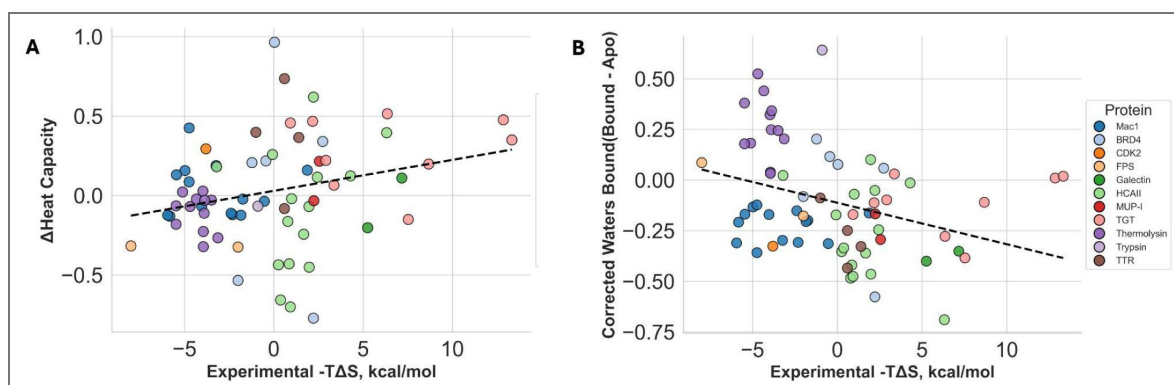 A
ΔHeat Capacity
1.0
0.5
0.0
−0.5
−5
0
5
10
Experimental -TΔS, kcal/mol
B
Corrected Waters Bound(Bound - Apo)
0.50
0.25
0.00
−0.25
−0.50
−0.75
−5
0
5
10
Experimental -TΔS, kcal/mol
Protein
Mac1
BRD4
CDK2
FPS
Galectin
HCAII
MUP-I
TGT
Thermolysin
Trypsin
TTR